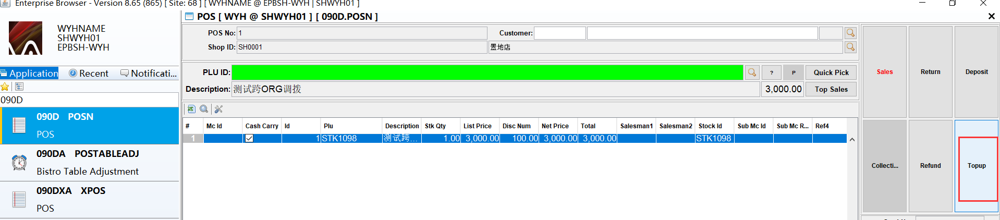 Enterprise Browser - Version 8.65 (865) [ Site: 68 ] [ WYHNAME @ EPBSH-WYH | SHWYH01 ]
WYHNAME
SHWYH01
EPBSH-WYH
Application Recent Notificati...
090D
090D POSN
POS
090DA POSTABLEADJ
Bistro Table Adjustment
090DXA XPOS
POS
POS [ WYH @ SHWYH01 ] [ 090D.POSN ]
POS No: 1 Customer:
Shop ID: SH0001 置地店
PLU ID: ? P Quick Pick
Description: 测试跨ORG调拨 3,000.00 Top Sales
# Mc Id Cash Carry Id Plu Description Stk Qty List Price Disc Num Net Price Total Salesman1 Salesman2 Stock Id Sub Mc Id Sub Mc R... Ref4
1 1 STK1098 测试跨... 1.00 3,000.00 100.00 3,000.00 3,000.00 STK1098
Sales Return Deposit
Collecti... Refund Topup